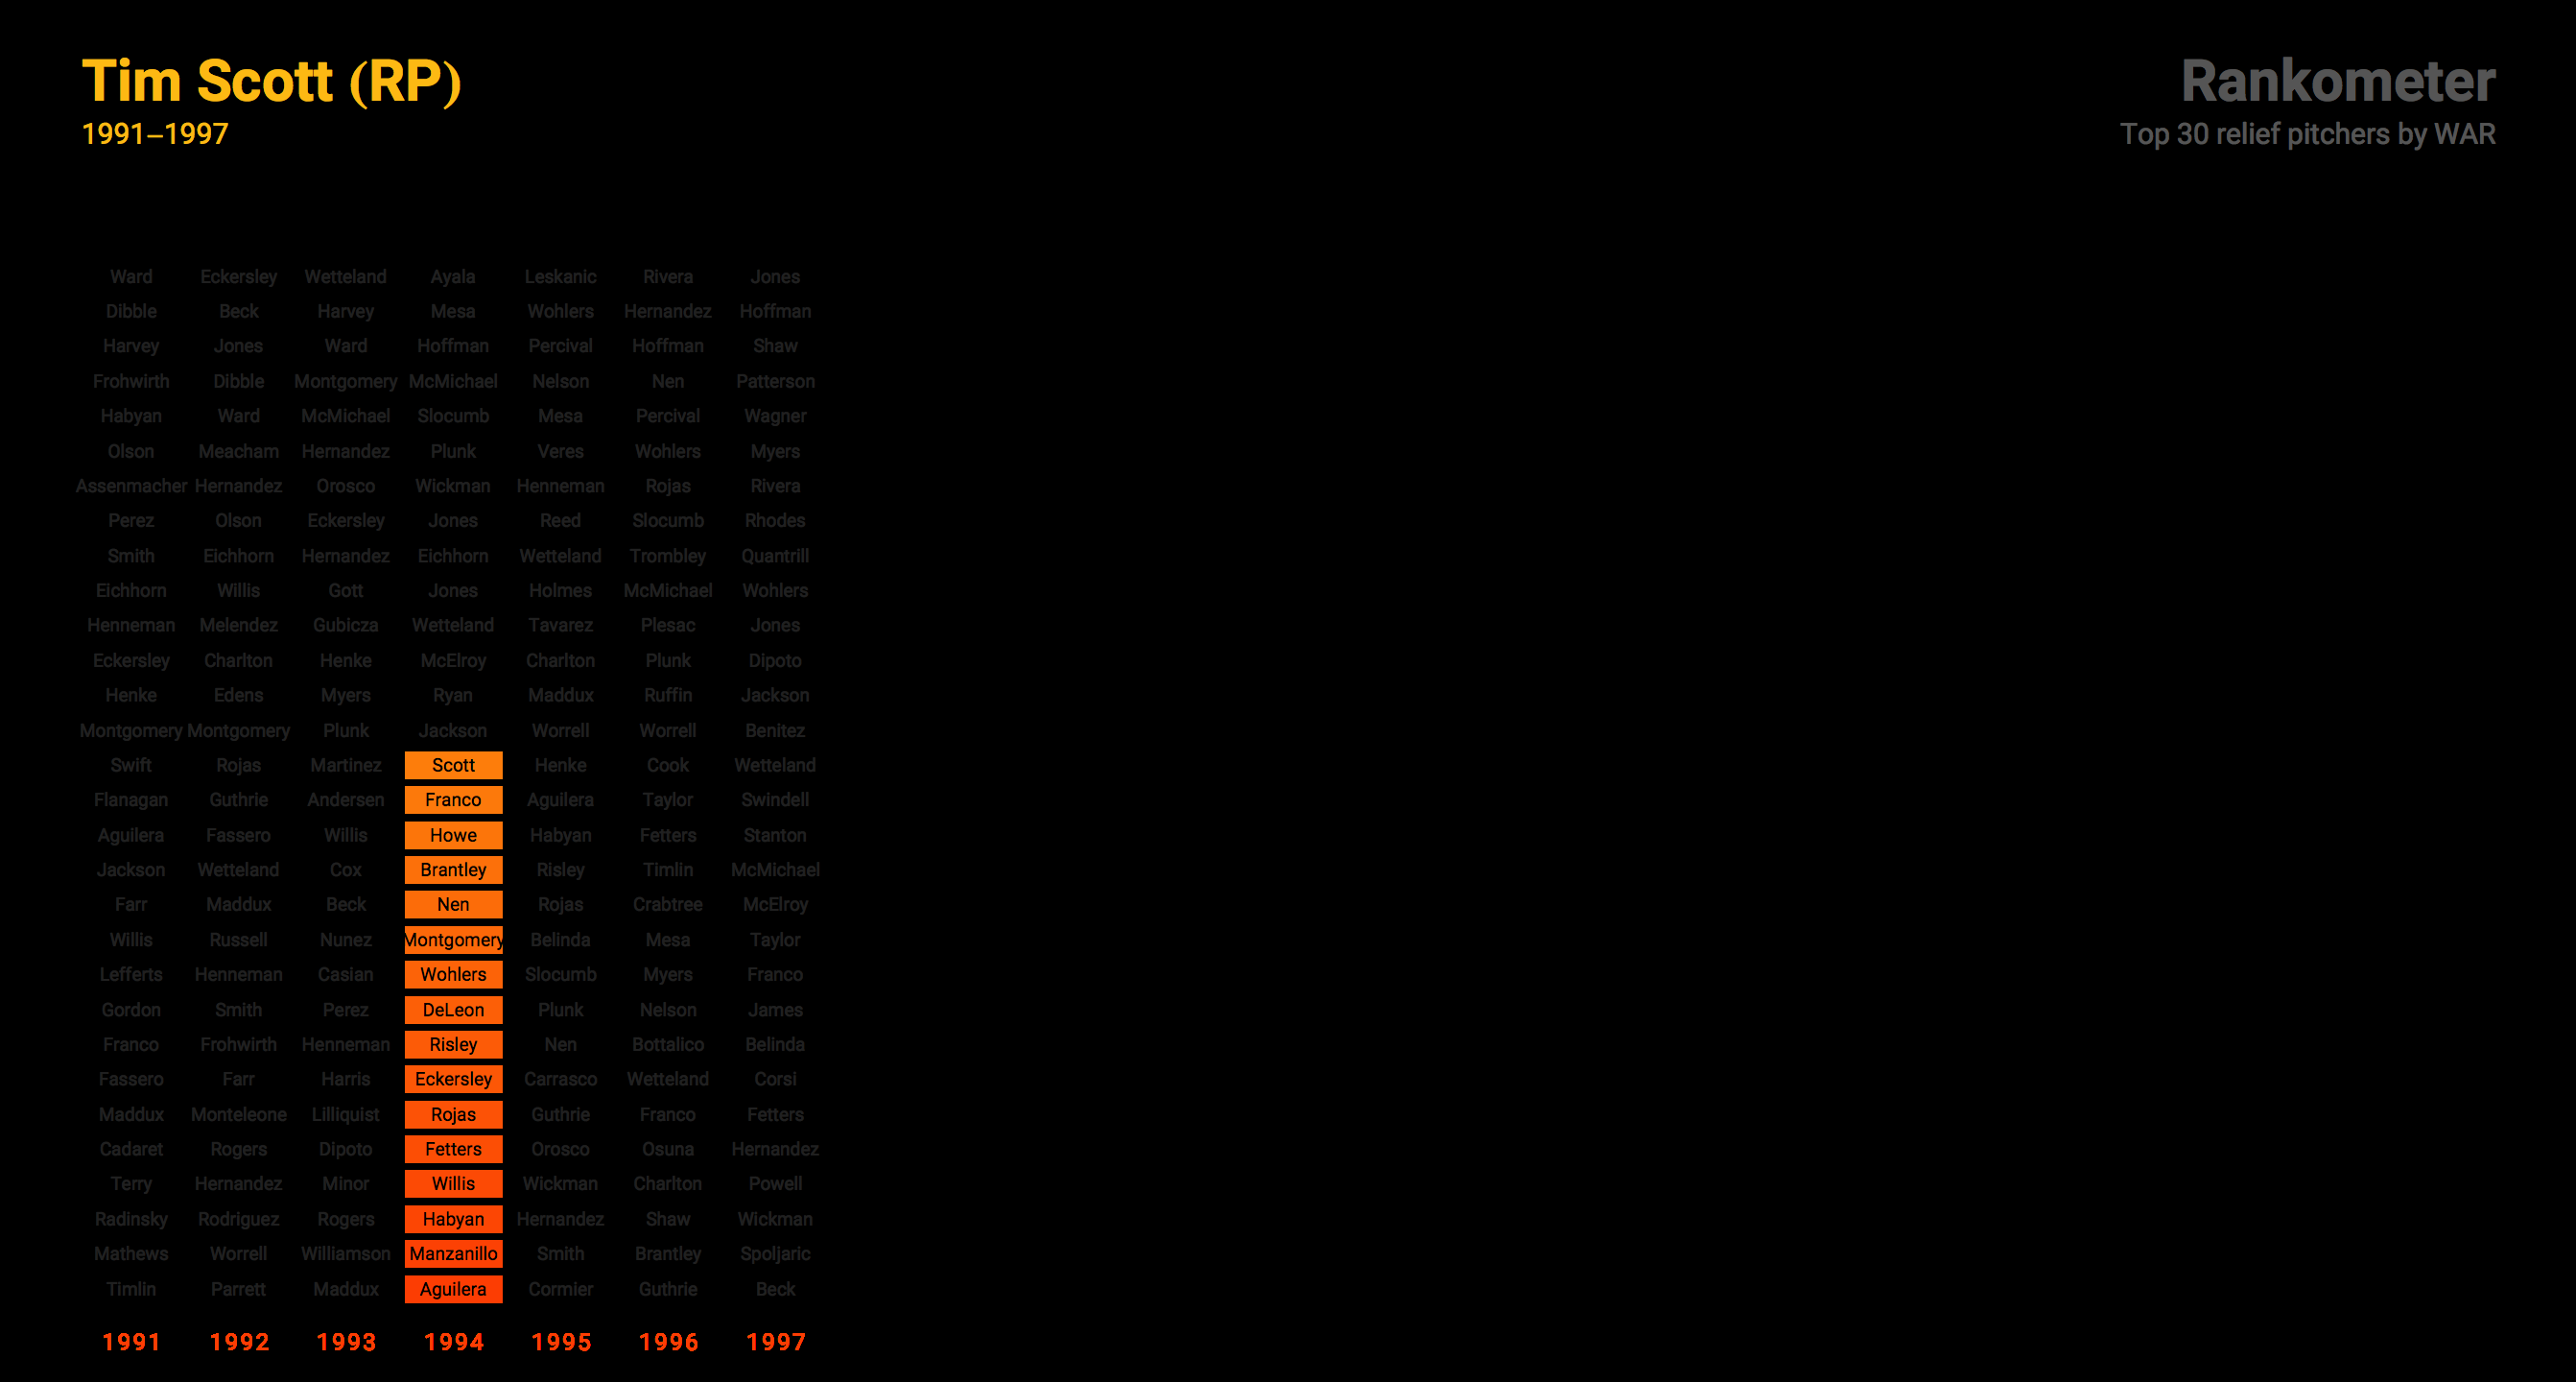 Tim Scott (RP)
1991–1997
Rankometer
Top 30 relief pitchers by WAR
Ward Eckersley Wetteland Ayala Leskanic Rivera Jones
Dibble Beck Harvey Mesa Wohlers Hernandez Hoffman
Harvey Jones Ward Hoffman Percival Hoffman Shaw
Frohwirth Dibble Montgomery McMichael Nelson Nen Patterson
Habyan Ward McMichael Slocumb Mesa Percival Wagner
Olson Meacham Hernandez Plunk Veres Wohlers Myers
Assenmacher Hernandez Orosco Wickman Henneman Rojas Rivera
Perez Olson Eckersley Jones Reed Slocumb Rhodes
Smith Eichhorn Hernandez Eichhorn Wetteland Trombley Quantrill
Eichhorn Willis Gott Jones Holmes McMichael Wohlers
Henneman Melendez Gubicza Wetteland Tavarez Plesac Jones
Eckersley Charlton Henke McElroy Charlton Plunk Dipoto
Henke Edens Myers Ryan Maddux Ruffin Jackson
Montgomery Montgomery Plunk Jackson Worrell Worrell Benitez
Swift Rojas Martinez Scott Henke Cook Wetteland
Flanagan Guthrie Andersen Franco Aguilera Taylor Swindell
Aguilera Fassero Willis Howe Habyan Fetters Stanton
Jackson Wetteland Cox Brantley Risley Timlin McMichael
Farr Maddux Beck Nen Rojas Crabtree McElroy
Willis Russell Nunez Montgomery Belinda Mesa Taylor
Lefferts Henneman Casian Wohlers Slocumb Myers Franco
Gordon Smith Perez DeLeon Plunk Nelson James
Franco Frohwirth Henneman Risley Nen Bottalico Belinda
Fassero Farr Harris Eckersley Carrasco Wetteland Corsi
Maddux Monteleone Lilliquist Rojas Guthrie Franco Fetters
Cadaret Rogers Dipoto Fetters Orosco Osuna Hernandez
Terry Hernandez Minor Willis Wickman Charlton Powell
Radinsky Rodriguez Rogers Habyan Hernandez Shaw Wickman
Mathews Worrell Williamson Manzanillo Smith Brantley Spoljaric
Timlin Parrett Maddux Aguilera Cormier Guthrie Beck
1991 1992 1993 1994 1995 1996 1997